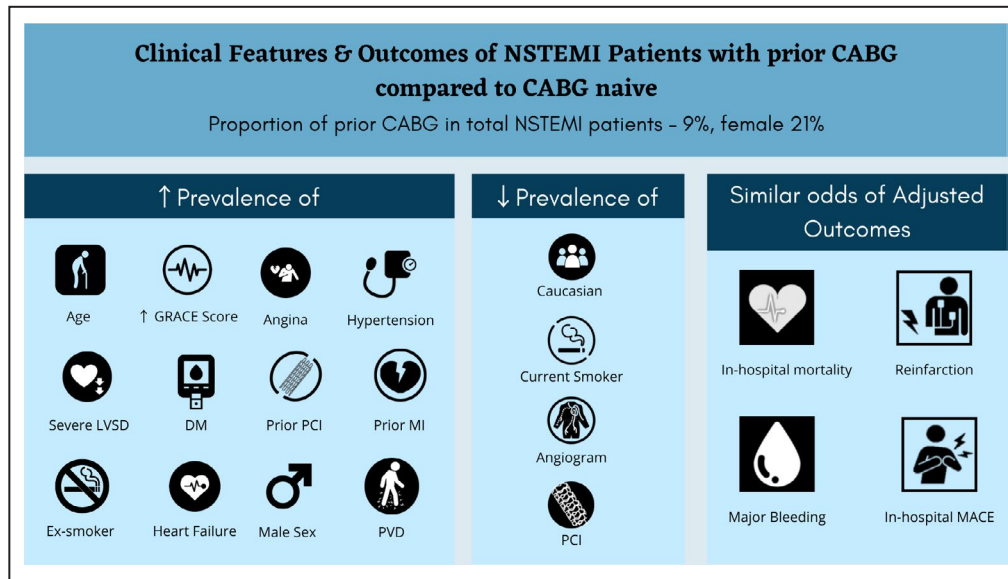 Clinical Features & Outcomes of NSTEMI Patients with prior CABG
compared to CABG naive
Proportion of prior CABG in total NSTEMI patients - 9%, female 21%
↑ Prevalence of
Age
↑ GRACE Score
Angina
Hypertension
Severe LVSD
DM
Prior PCI
Prior MI
Ex-smoker
Heart Failure
Male Sex
PVD
↓ Prevalence of
Caucasian
Current Smoker
Angiogram
PCI
Similar odds of Adjusted
Outcomes
In-hospital mortality
Reinfarction
Major Bleeding
In-hospital MACE